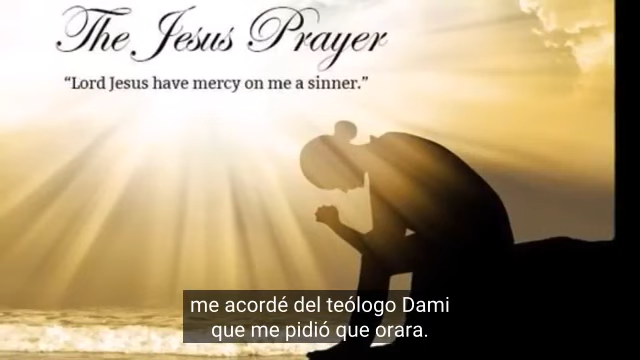 The Jesus Prayer
“Lord Jesus have mercy on me a sinner.”
me acordé del teólogo Dami
que me pidió que orara.